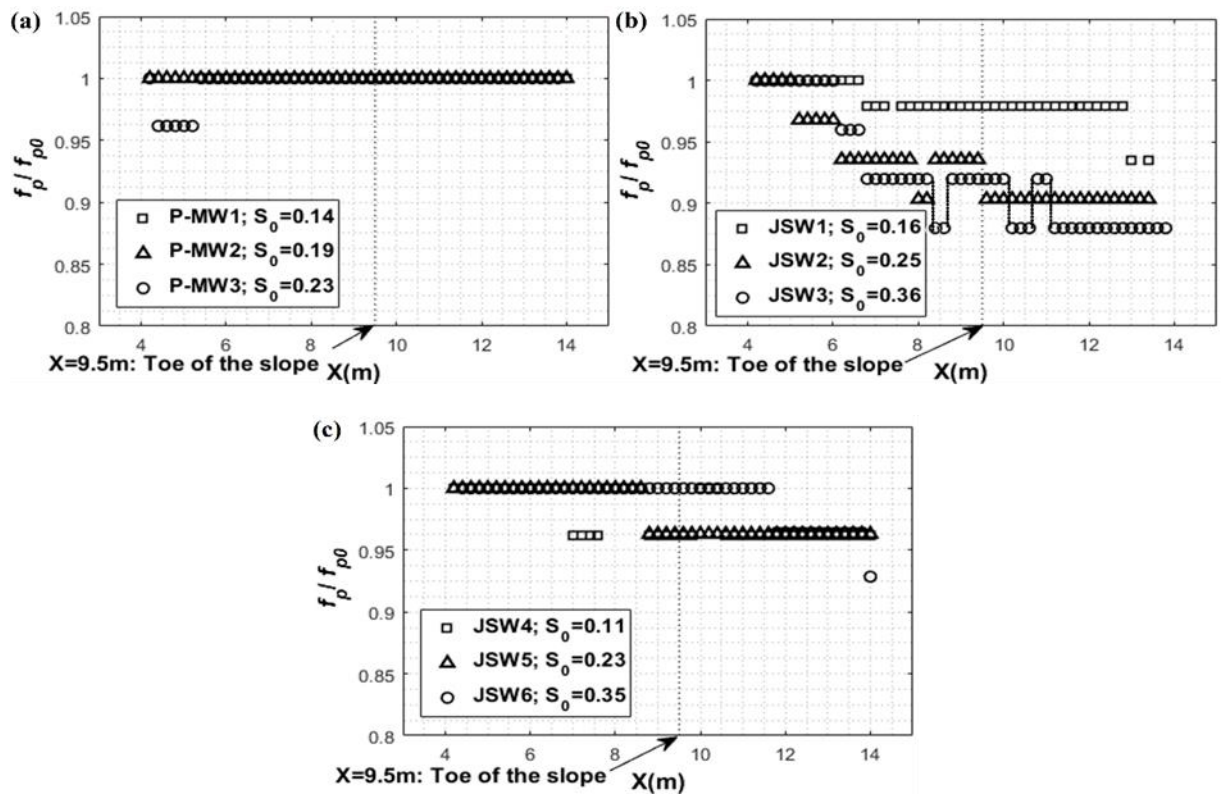 (a)
1.05
1
0.95
0.9
0.85
0.8
f_p / f_p0
P-MW1; S_0=0.14
P-MW2; S_0=0.19
P-MW3; S_0=0.23
4 6 8 10 12 14
X=9.5m: Toe of the slope X(m)
(b)
1.05
1
0.95
0.9
0.85
0.8
f_p / f_p0
JSW1; S_0=0.16
JSW2; S_0=0.25
JSW3; S_0=0.36
4 6 8 10 12 14
X=9.5m: Toe of the slope X(m)
(c)
1.05
1
0.95
0.9
0.85
0.8
f_p / f_p0
JSW4; S_0=0.11
JSW5; S_0=0.23
JSW6; S_0=0.35
4 6 8 10 12 14
X=9.5m: Toe of the slope X(m)